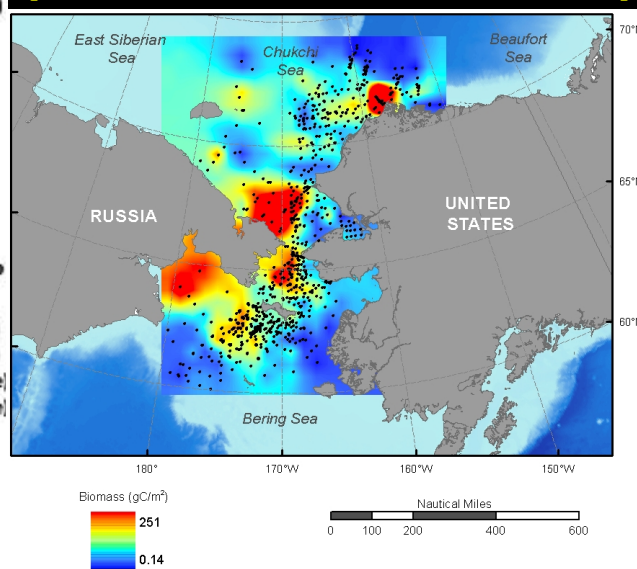 East Siberian
Sea
Chukchi
Sea
Beaufort
Sea
70°
RUSSIA
UNITED
STATES
65°N
60°N
Bering Sea
180°
170°W
160°W
150°W
Biomass (gC/m²)
251
0.14
Nautical Miles
0 100 200 400 600